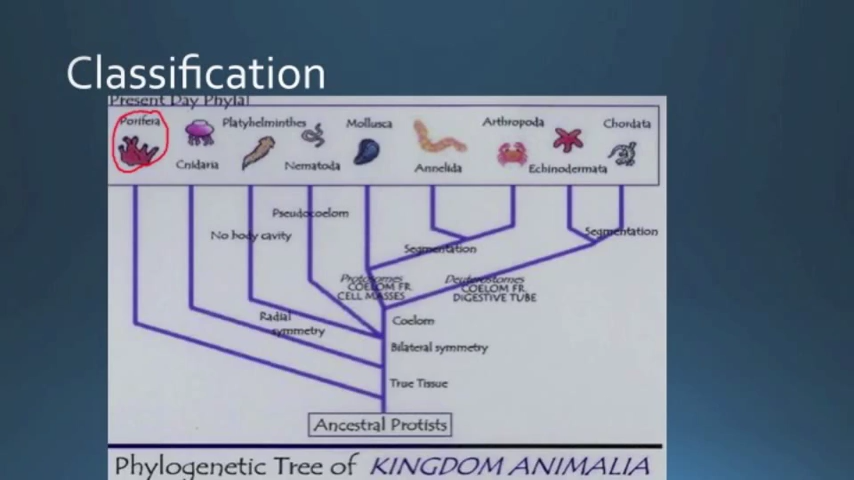 Classification
Present Day Phyla
Porifera
Platyhelminthes
Mollusca
Arthropoda
Chordata
Cnidaria
Nematoda
Annelida
Echinodermata
Pseudocoelom
No body cavity
Segmentation
Segmentation
Protostomes
COELOM FR.
CELL MASSES
Deuterostomes
COELOM FR.
DIGESTIVE TUBE
Radial
symmetry
Coelom
Bilateral symmetry
True Tissue
Ancestral Protists
Phylogenetic Tree of KINGDOM ANIMALIA